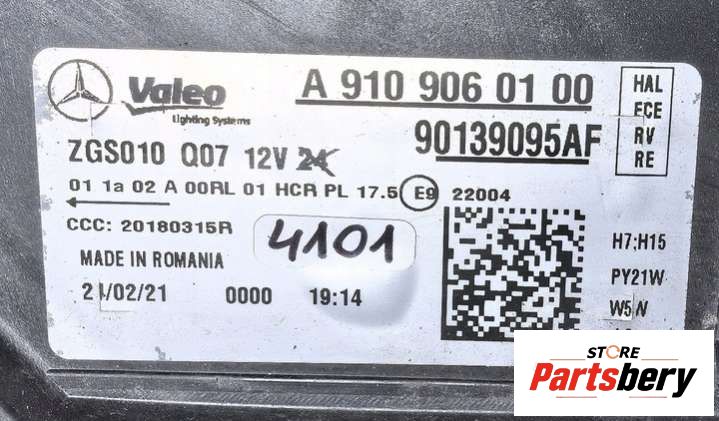 Valeo
Lighting Systems
A 910 906 01 00
90139095AF
HAL
ECE
RV
RE
ZGS010 Q07 12V 24
01 1a 02 A 00RL 01 HCR PL 17.5 E9 22004
CCC: 20180315R
4101
MADE IN ROMANIA
24/02/21 0000 19:14
H7;H15
PY21W
W5W
STORE
Partsbery